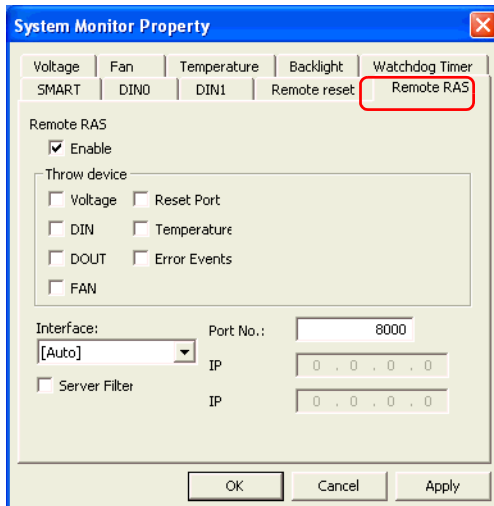 System Monitor Property
Voltage Fan Temperature Backlight Watchdog Timer
SMART DIN0 DIN1 Remote reset Remote RAS
Remote RAS
Enable
Throw device
Voltage Reset Port
DIN Temperature
DOUT Error Events
FAN
Interface: Port No.: 8000
[Auto]
IP 0 . 0 . 0 . 0
Server Filter
IP 0 . 0 . 0 . 0
OK Cancel Apply